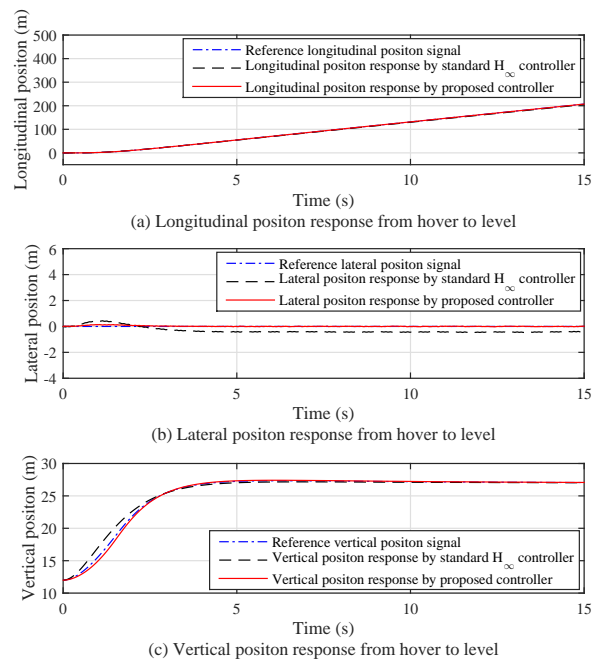 500
400
300
200
100
0
Longitudinal positon (m)
Reference longitudinal positon signal
Longitudinal positon response by standard H∞ controller
Longitudinal positon response by proposed controller
0 5 10 15
Time (s)
(a) Longitudinal positon response from hover to level
6
4
2
0
-2
-4
Lateral positon (m)
Reference lateral positon signal
Lateral positon response by standard H∞ controller
Lateral positon response by proposed controller
0 5 10 15
Time (s)
(b) Lateral positon response from hover to level
30
25
20
15
10
Vertical positon (m)
Reference vertical positon signal
Vertical positon response by standard H∞ controller
Vertical positon response by proposed controller
0 5 10 15
Time (s)
(c) Vertical positon response from hover to level